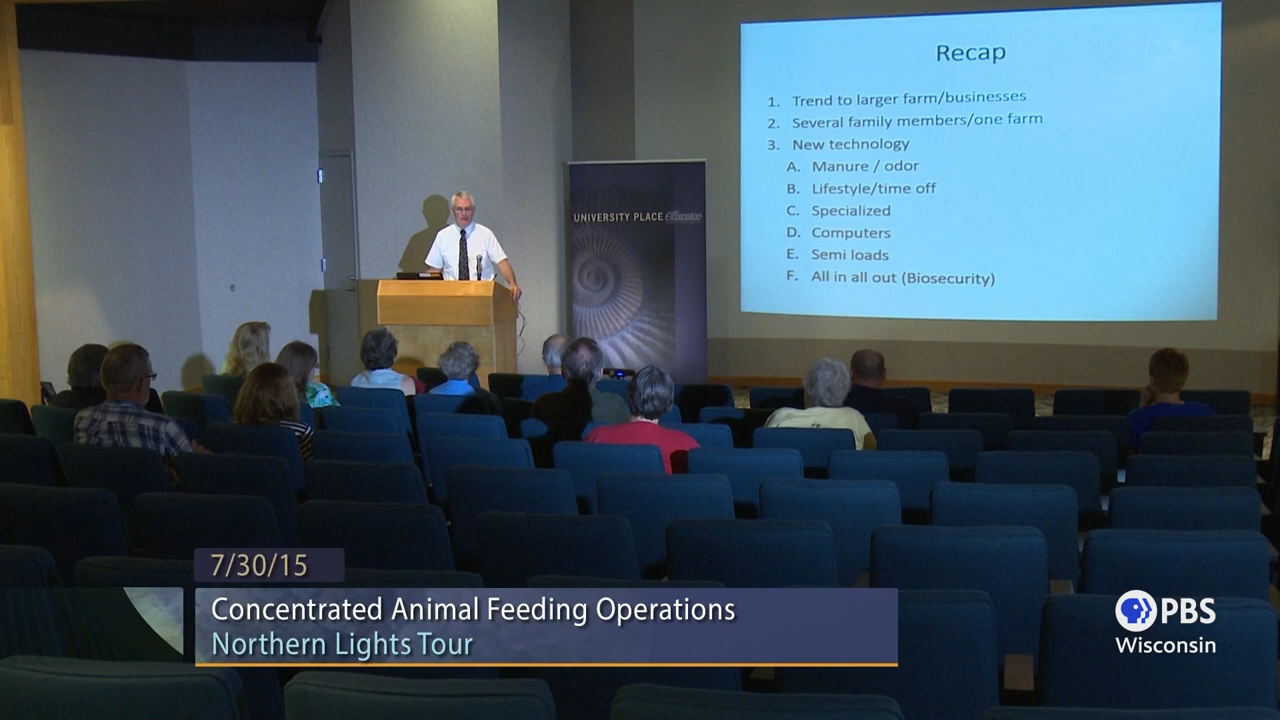 Recap
1. Trend to larger farm/businesses
2. Several family members/one farm
3. New technology
A. Manure / odor
B. Lifestyle/time off
C. Specialized
D. Computers
E. Semi loads
F. All in all out (Biosecurity)
UNIVERSITY PLACE
7/30/15
Concentrated Animal Feeding Operations
Northern Lights Tour
PBS
Wisconsin